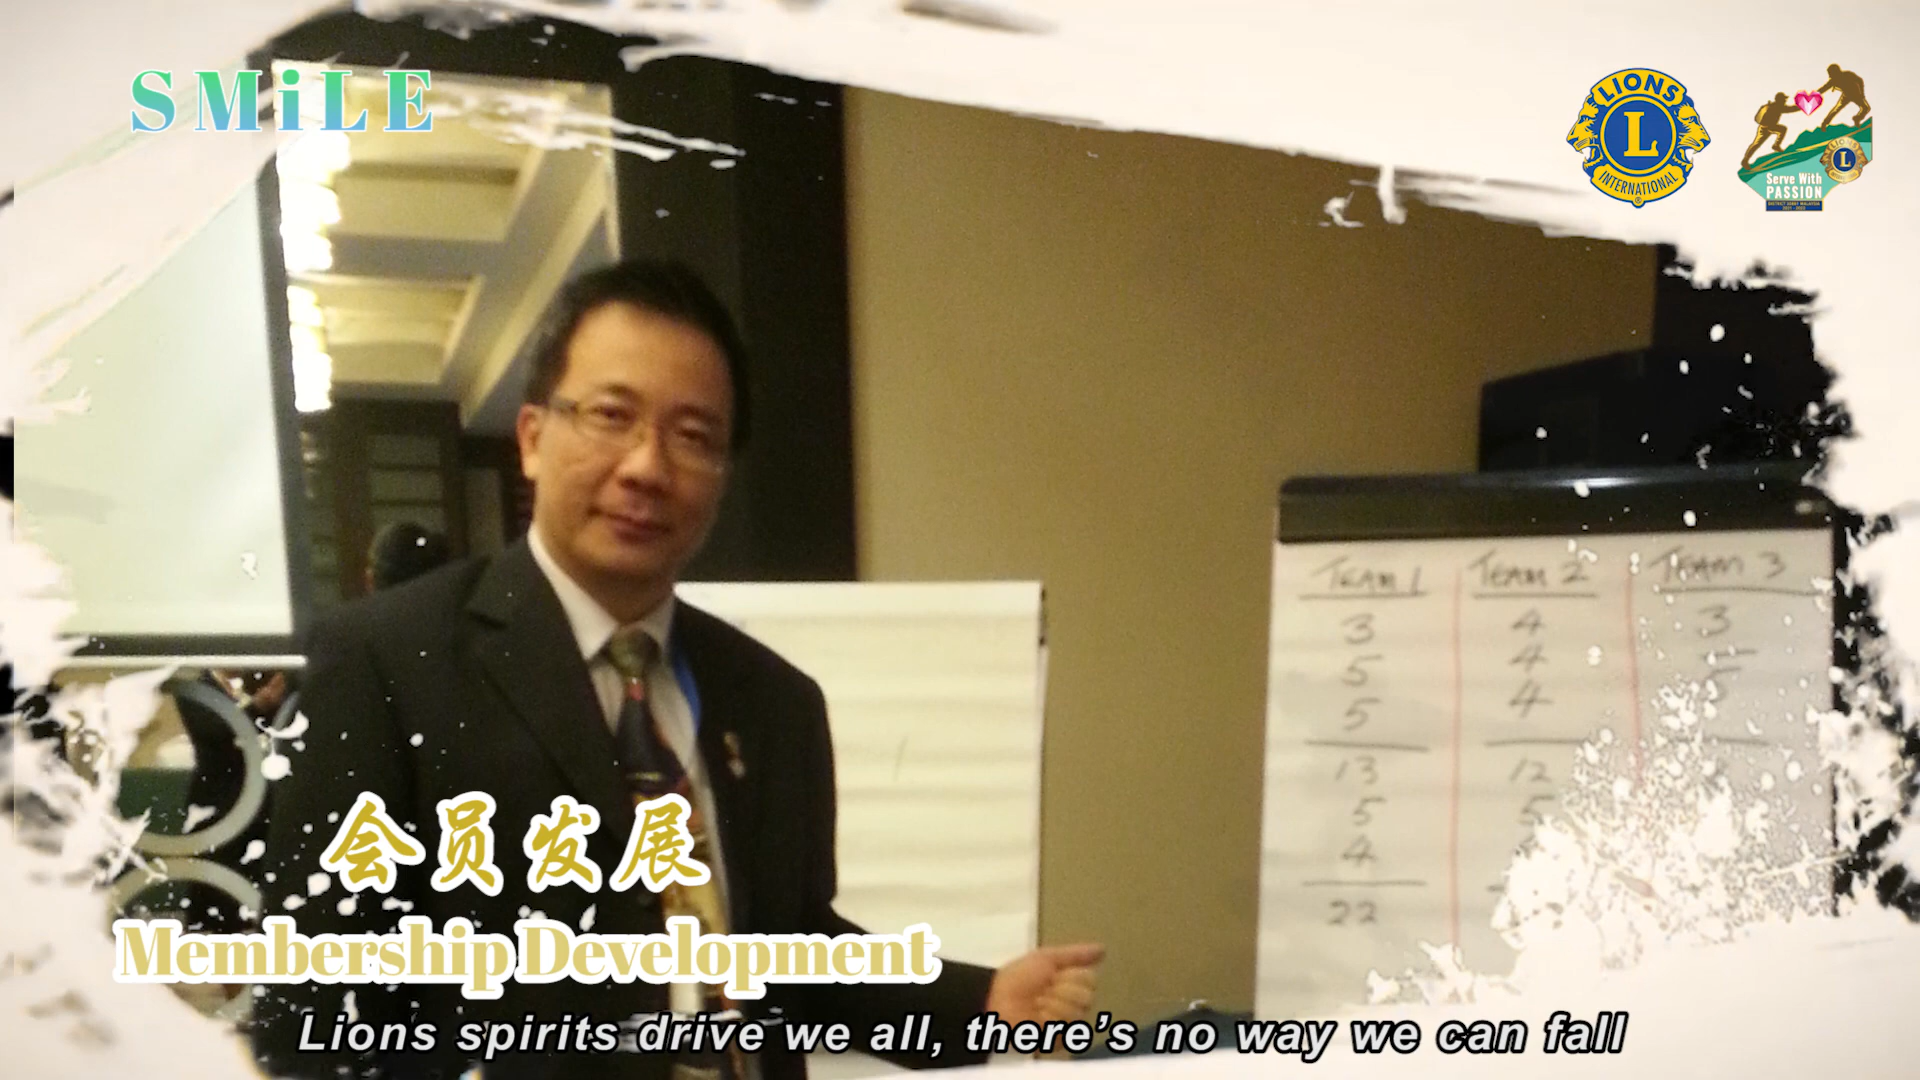 SMiLE
LIONS
L
INTERNATIONAL
Serve With
PASSION
TEAM 1 TEAM 2 TEAM 3
3 4 3
5 4 5
5 4
13 12
5 5
4
22
会员发展
Membership Development
Lions spirits drive we all, there's no way we can fall